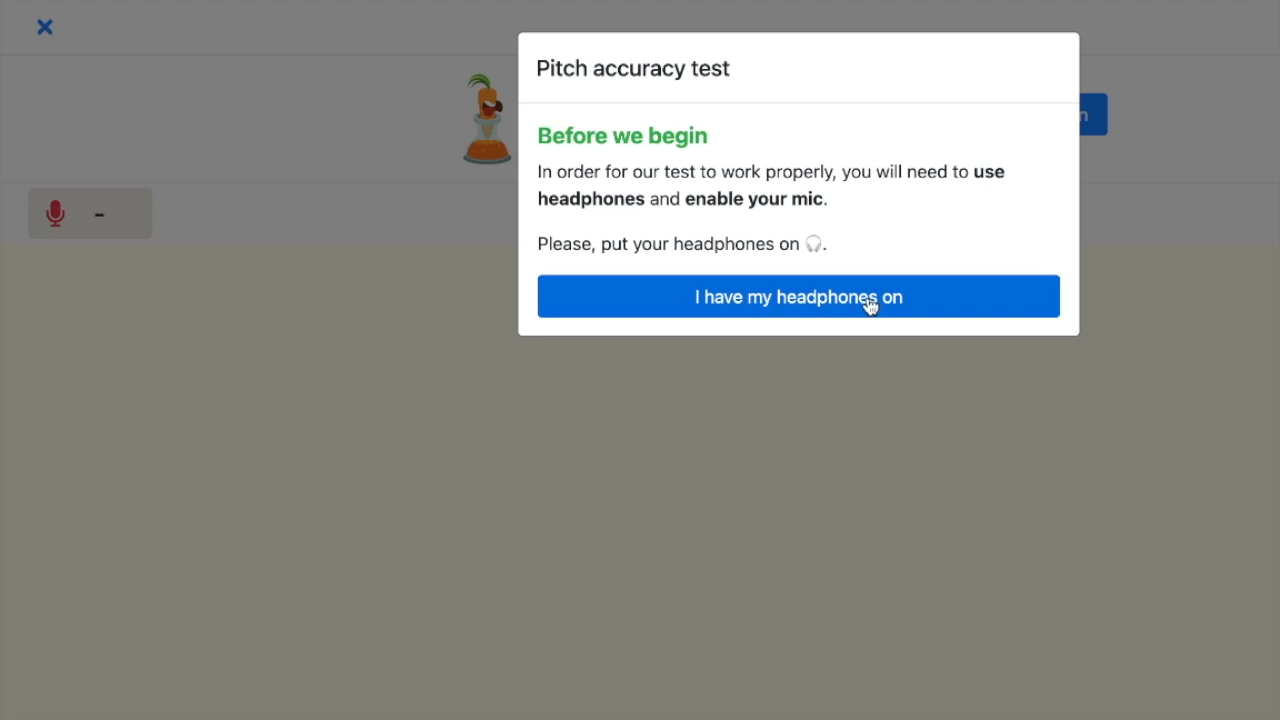 Pitch accuracy test
Before we begin
In order for our test to work properly, you will need to use
headphones and enable your mic.
Please, put your headphones on 🎧.
I have my headphones on
-